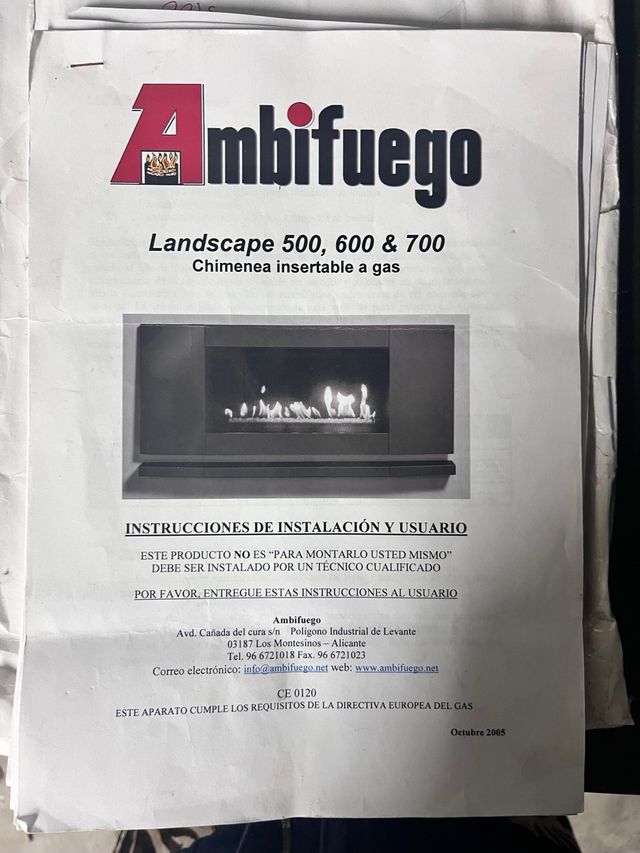 Ambifuego
Landscape 500, 600 & 700
Chimenea insertable a gas
INSTRUCCIONES DE INSTALACIÓN Y USUARIO
ESTE PRODUCTO NO ES “PARA MONTARLO USTED MISMO”
DEBE SER INSTALADO POR UN TÉCNICO CUALIFICADO
POR FAVOR, ENTREGUE ESTAS INSTRUCCIONES AL USUARIO
Ambifuego
Avd. Cañada del cura s/n Polígono Industrial de Levante
03187 Los Montesinos – Alicante
Tel. 96 6721018 Fax. 96 6721023
Correo electrónico: info@ambifuego.net web: www.ambifuego.net
CE 0120
ESTE APARATO CUMPLE LOS REQUISITOS DE LA DIRECTIVA EUROPEA DEL GAS
Octubre 2005